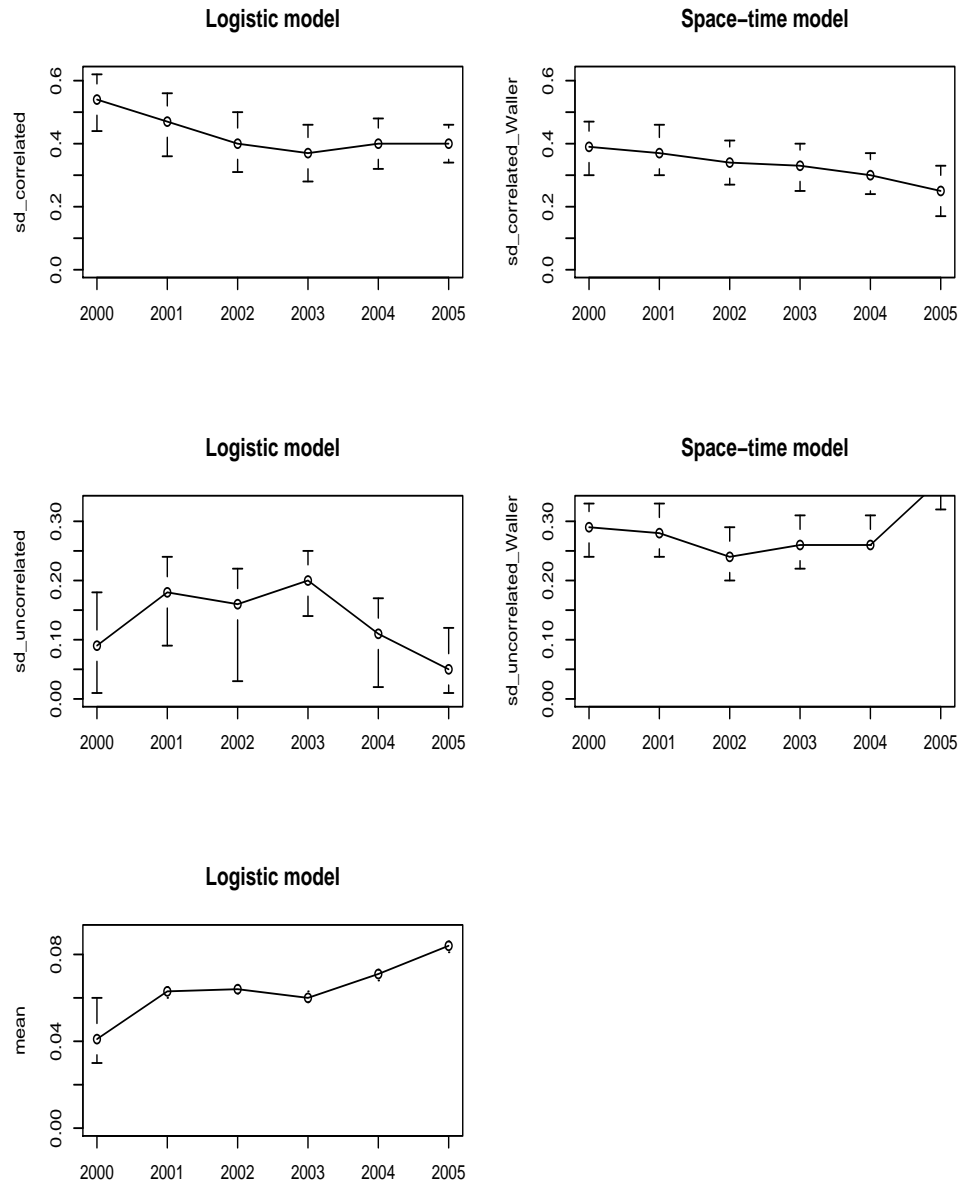 Logistic model
sd_correlated
0.0 0.2 0.4 0.6
2000 2001 2002 2003 2004 2005
Space−time model
sd_correlated_Waller
0.0 0.2 0.4 0.6
2000 2001 2002 2003 2004 2005
Logistic model
sd_uncorrelated
0.00 0.10 0.20 0.30
2000 2001 2002 2003 2004 2005
Space−time model
sd_uncorrelated_Waller
0.00 0.10 0.20 0.30
2000 2001 2002 2003 2004 2005
Logistic model
mean
0.00 0.04 0.08
2000 2001 2002 2003 2004 2005